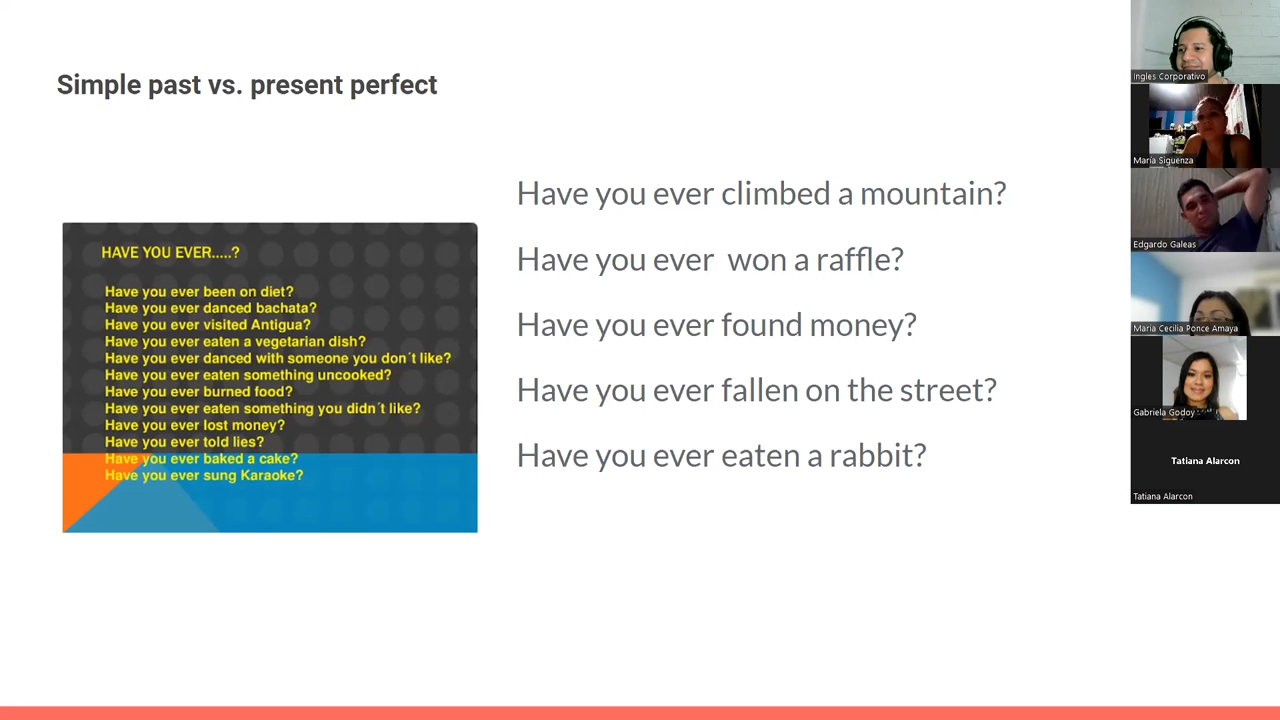 Simple past vs. present perfect
HAVE YOU EVER.....?
Have you ever been on diet?
Have you ever danced bachata?
Have you ever visited Antigua?
Have you ever eaten a vegetarian dish?
Have you ever danced with someone you don´t like?
Have you ever eaten something uncooked?
Have you ever burned food?
Have you ever eaten something you didn´t like?
Have you ever lost money?
Have you ever told lies?
Have you ever baked a cake?
Have you ever sung Karaoke?
Have you ever climbed a mountain?
Have you ever  won a raffle?
Have you ever found money?
Have you ever fallen on the street?
Have you ever eaten a rabbit?
Ingles Corporativo
María Siguenza
Edgardo Galeas
Maria Cecilia Ponce Amaya
Gabriela Godoy
Tatiana Alarcon
Tatiana Alarcon